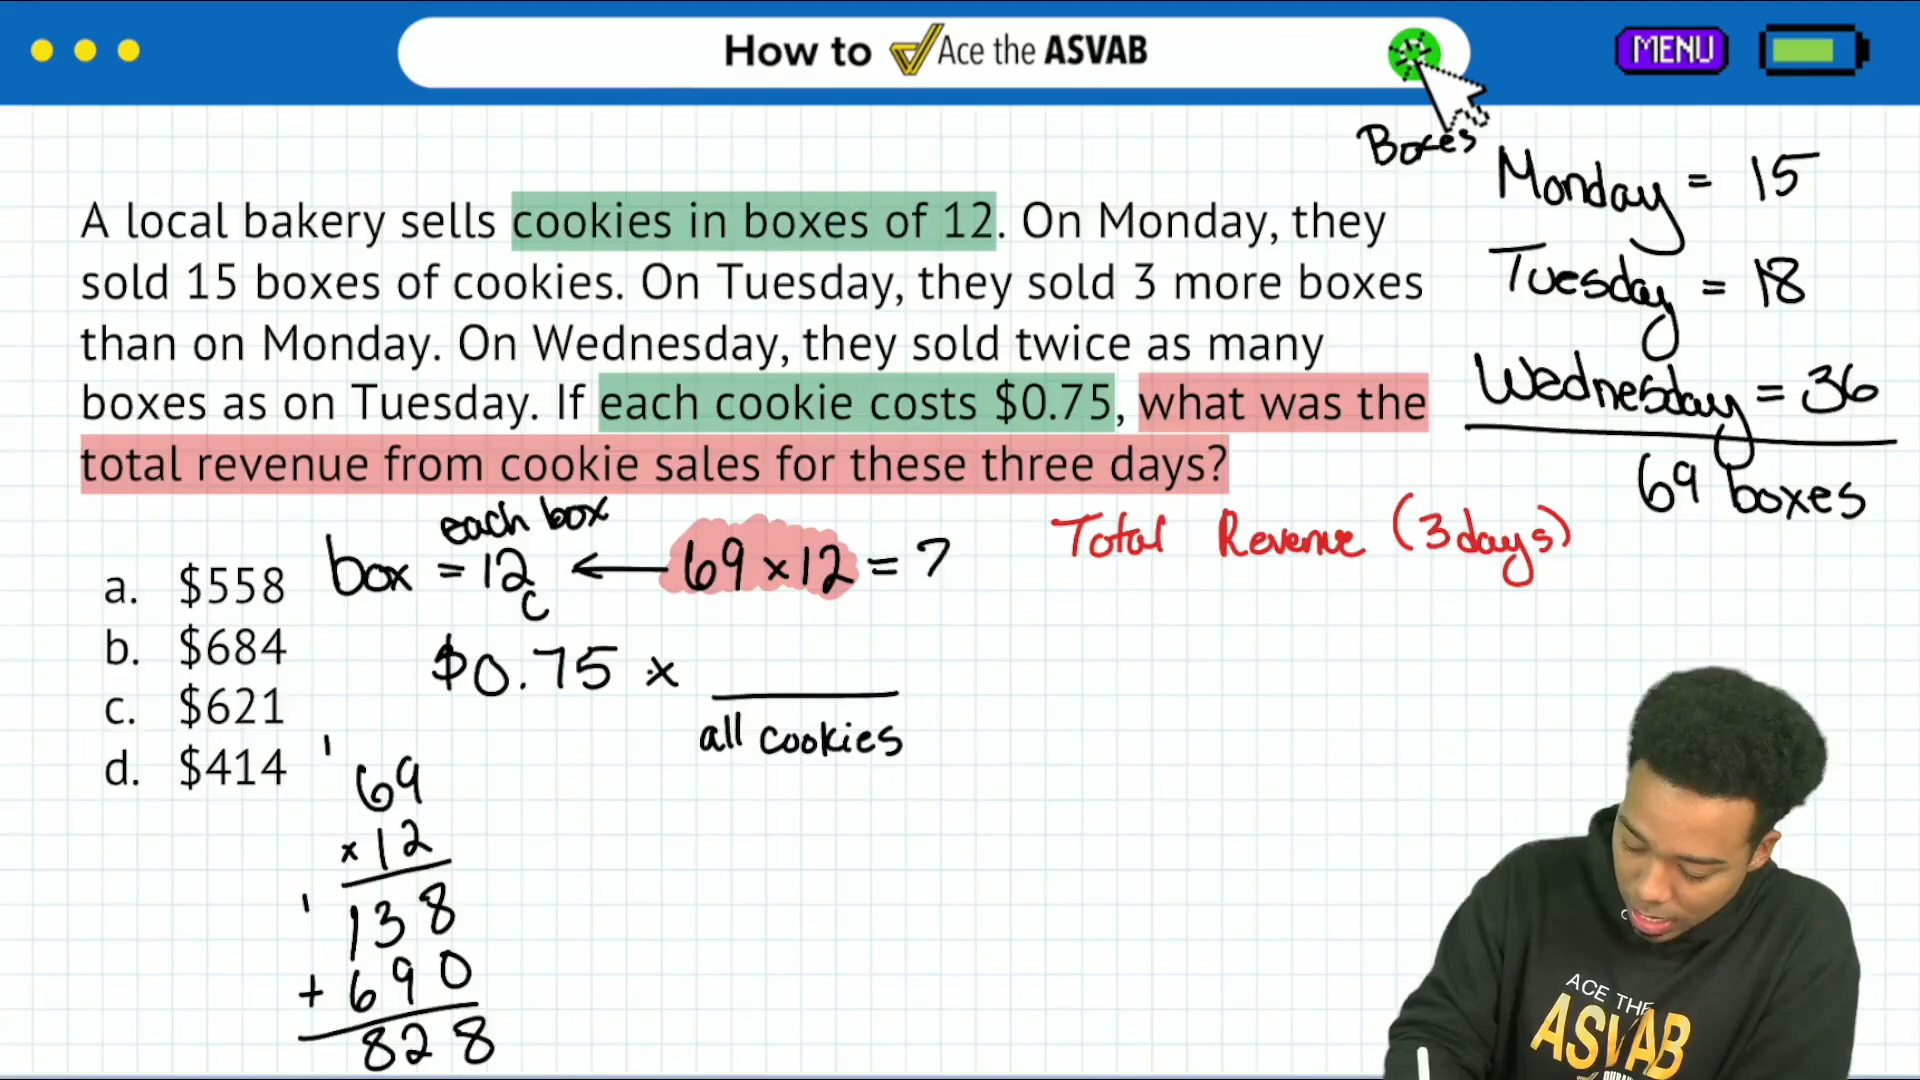 How to Ace the ASVAB
MENU
Boxes
Monday = 15
Tuesday = 18
Wednesday = 36
69 boxes
A local bakery sells cookies in boxes of 12. On Monday, they
sold 15 boxes of cookies. On Tuesday, they sold 3 more boxes
than on Monday. On Wednesday, they sold twice as many
boxes as on Tuesday. If each cookie costs $0.75, what was the
total revenue from cookie sales for these three days?
Total Revenue (3 days)
each box
box = 12 c ← 69 × 12 = ?
$0.75 ×
all cookies
a. $558
b. $684
c. $621
d. $414
1
69
× 12
1
138
+ 690
828
ACE THE
ASVAB